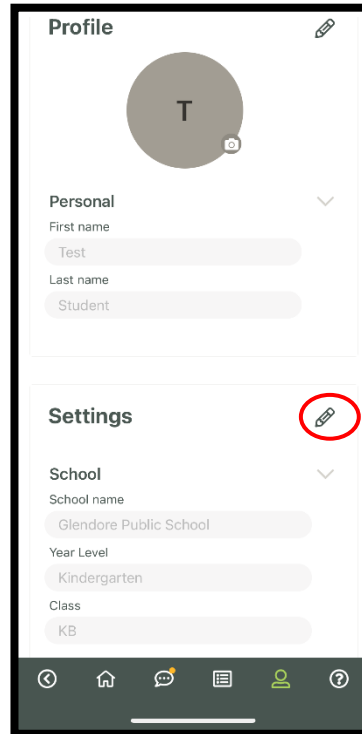 Profile
T
Personal
First name
Test
Last name
Student
Settings
School
School name
Glendore Public School
Year Level
Kindergarten
Class
KB
?